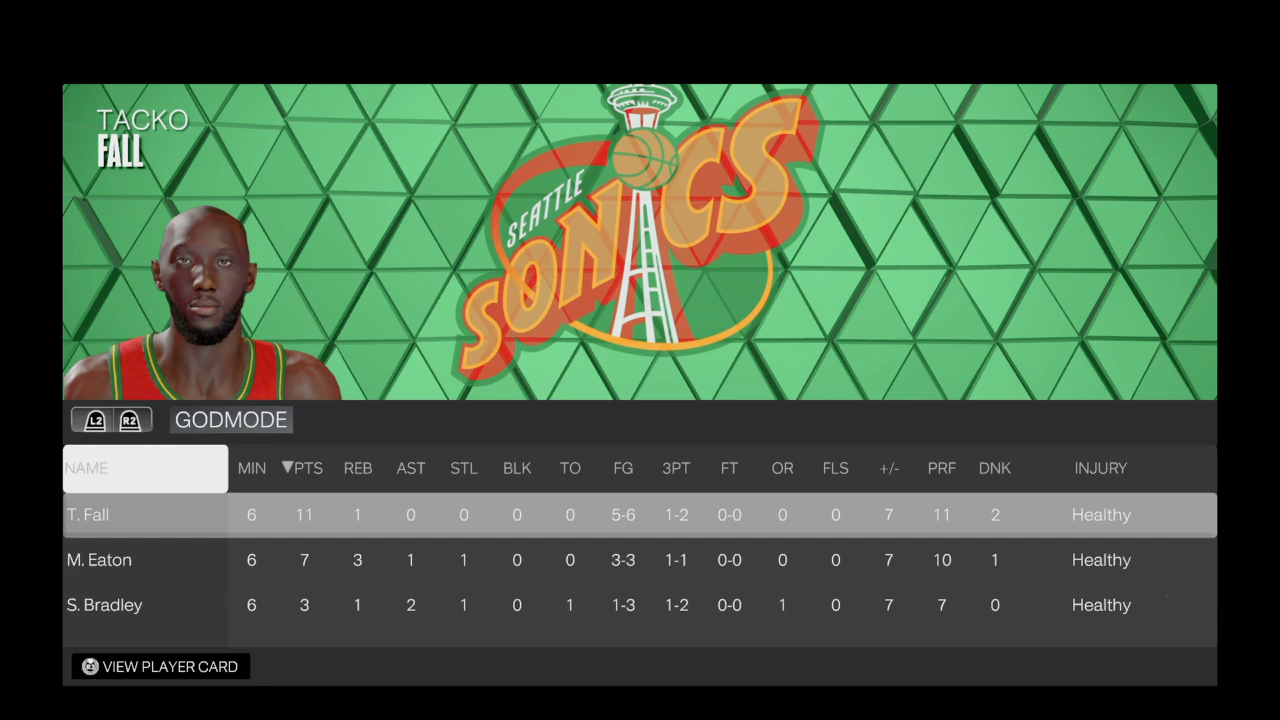 TACKO
FALL
SEATTLE
SONICS
L2 R2 GODMODE
NAME MIN ▼PTS REB AST STL BLK TO FG 3PT FT OR FLS +/- PRF DNK INJURY
T. Fall 6 11 1 0 0 0 0 5-6 1-2 0-0 0 0 7 11 2 Healthy
M. Eaton 6 7 3 1 1 0 0 3-3 1-1 0-0 0 0 7 10 1 Healthy
S. Bradley 6 3 1 2 1 0 1 1-3 1-2 0-0 1 0 7 7 0 Healthy
VIEW PLAYER CARD